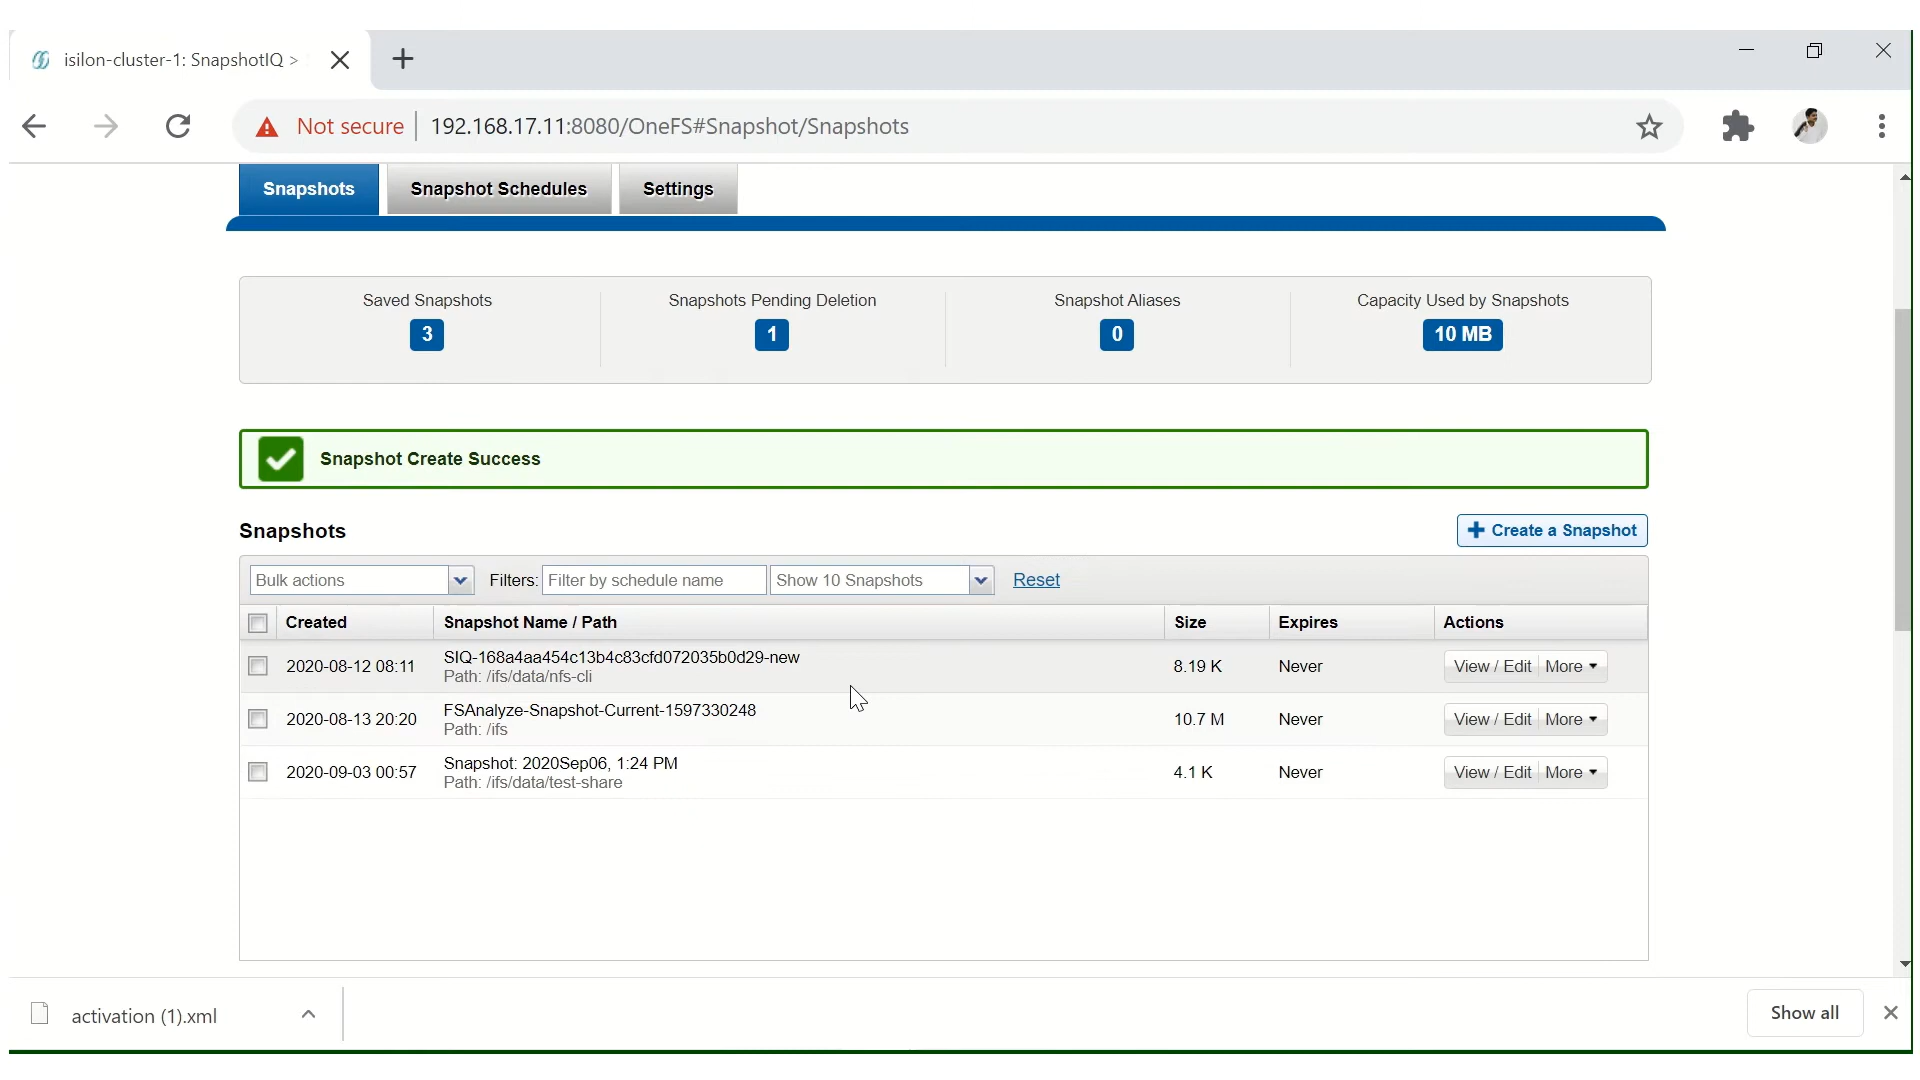 isilon-cluster-1: SnapshotIQ >
Not secure
192.168.17.11:8080/OneFS#Snapshot/Snapshots
Snapshots
Snapshot Schedules
Settings
Saved Snapshots
3
Snapshots Pending Deletion
1
Snapshot Aliases
0
Capacity Used by Snapshots
10 MB
Snapshot Create Success
Snapshots
Create a Snapshot
Bulk actions
Filters:
Filter by schedule name
Show 10 Snapshots
Reset
Created
Snapshot Name / Path
Size
Expires
Actions
2020-08-12 08:11
SIQ-168a4aa454c13b4c83cfd072035b0d29-new
Path: /ifs/data/nfs-cli
8.19 K
Never
View / Edit
More
2020-08-13 20:20
FSAnalyze-Snapshot-Current-1597330248
Path: /ifs
10.7 M
Never
View / Edit
More
2020-09-03 00:57
Snapshot: 2020Sep06, 1:24 PM
Path: /ifs/data/test-share
4.1 K
Never
View / Edit
More
activation (1).xml
Show all